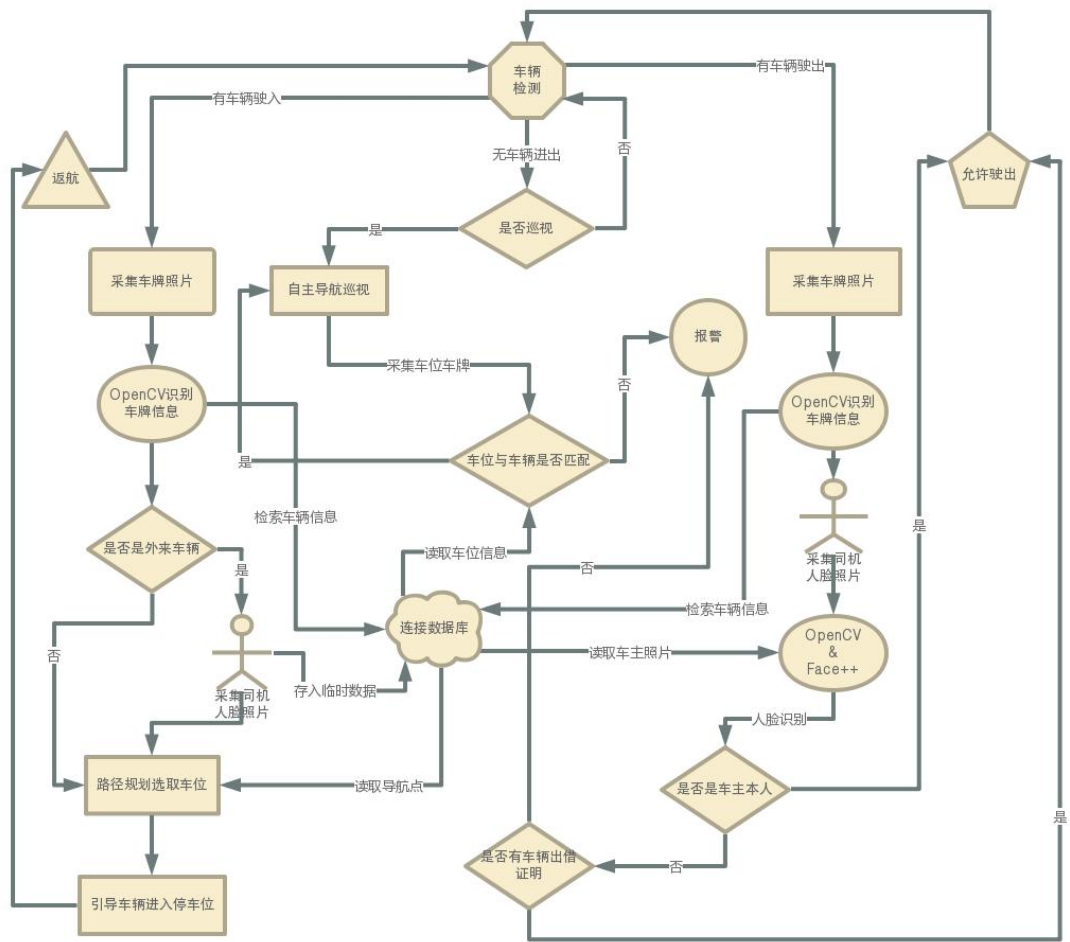 车辆
检测
有车辆驶出
有车辆驶入
无车辆进出
否
返航
允许驶出
是否巡视
是
采集车牌照片
自主导航巡视
采集车牌照片
报警
采集车位车牌
否
OpenCV识别
车牌信息
OpenCV识别
车牌信息
是
车位与车辆是否匹配
检索车辆信息
是
是否是外来车辆
读取车位信息
采集司机
人脸照片
是
否
检索车辆信息
连接数据库
OpenCV
&
Face++
否
读取车主照片
存入临时数据
采集司机
人脸照片
人脸识别
路径规划选取车位
读取导航点
是否是车主本人
是
是否有车辆出借
证明
否
引导车辆进入停车位